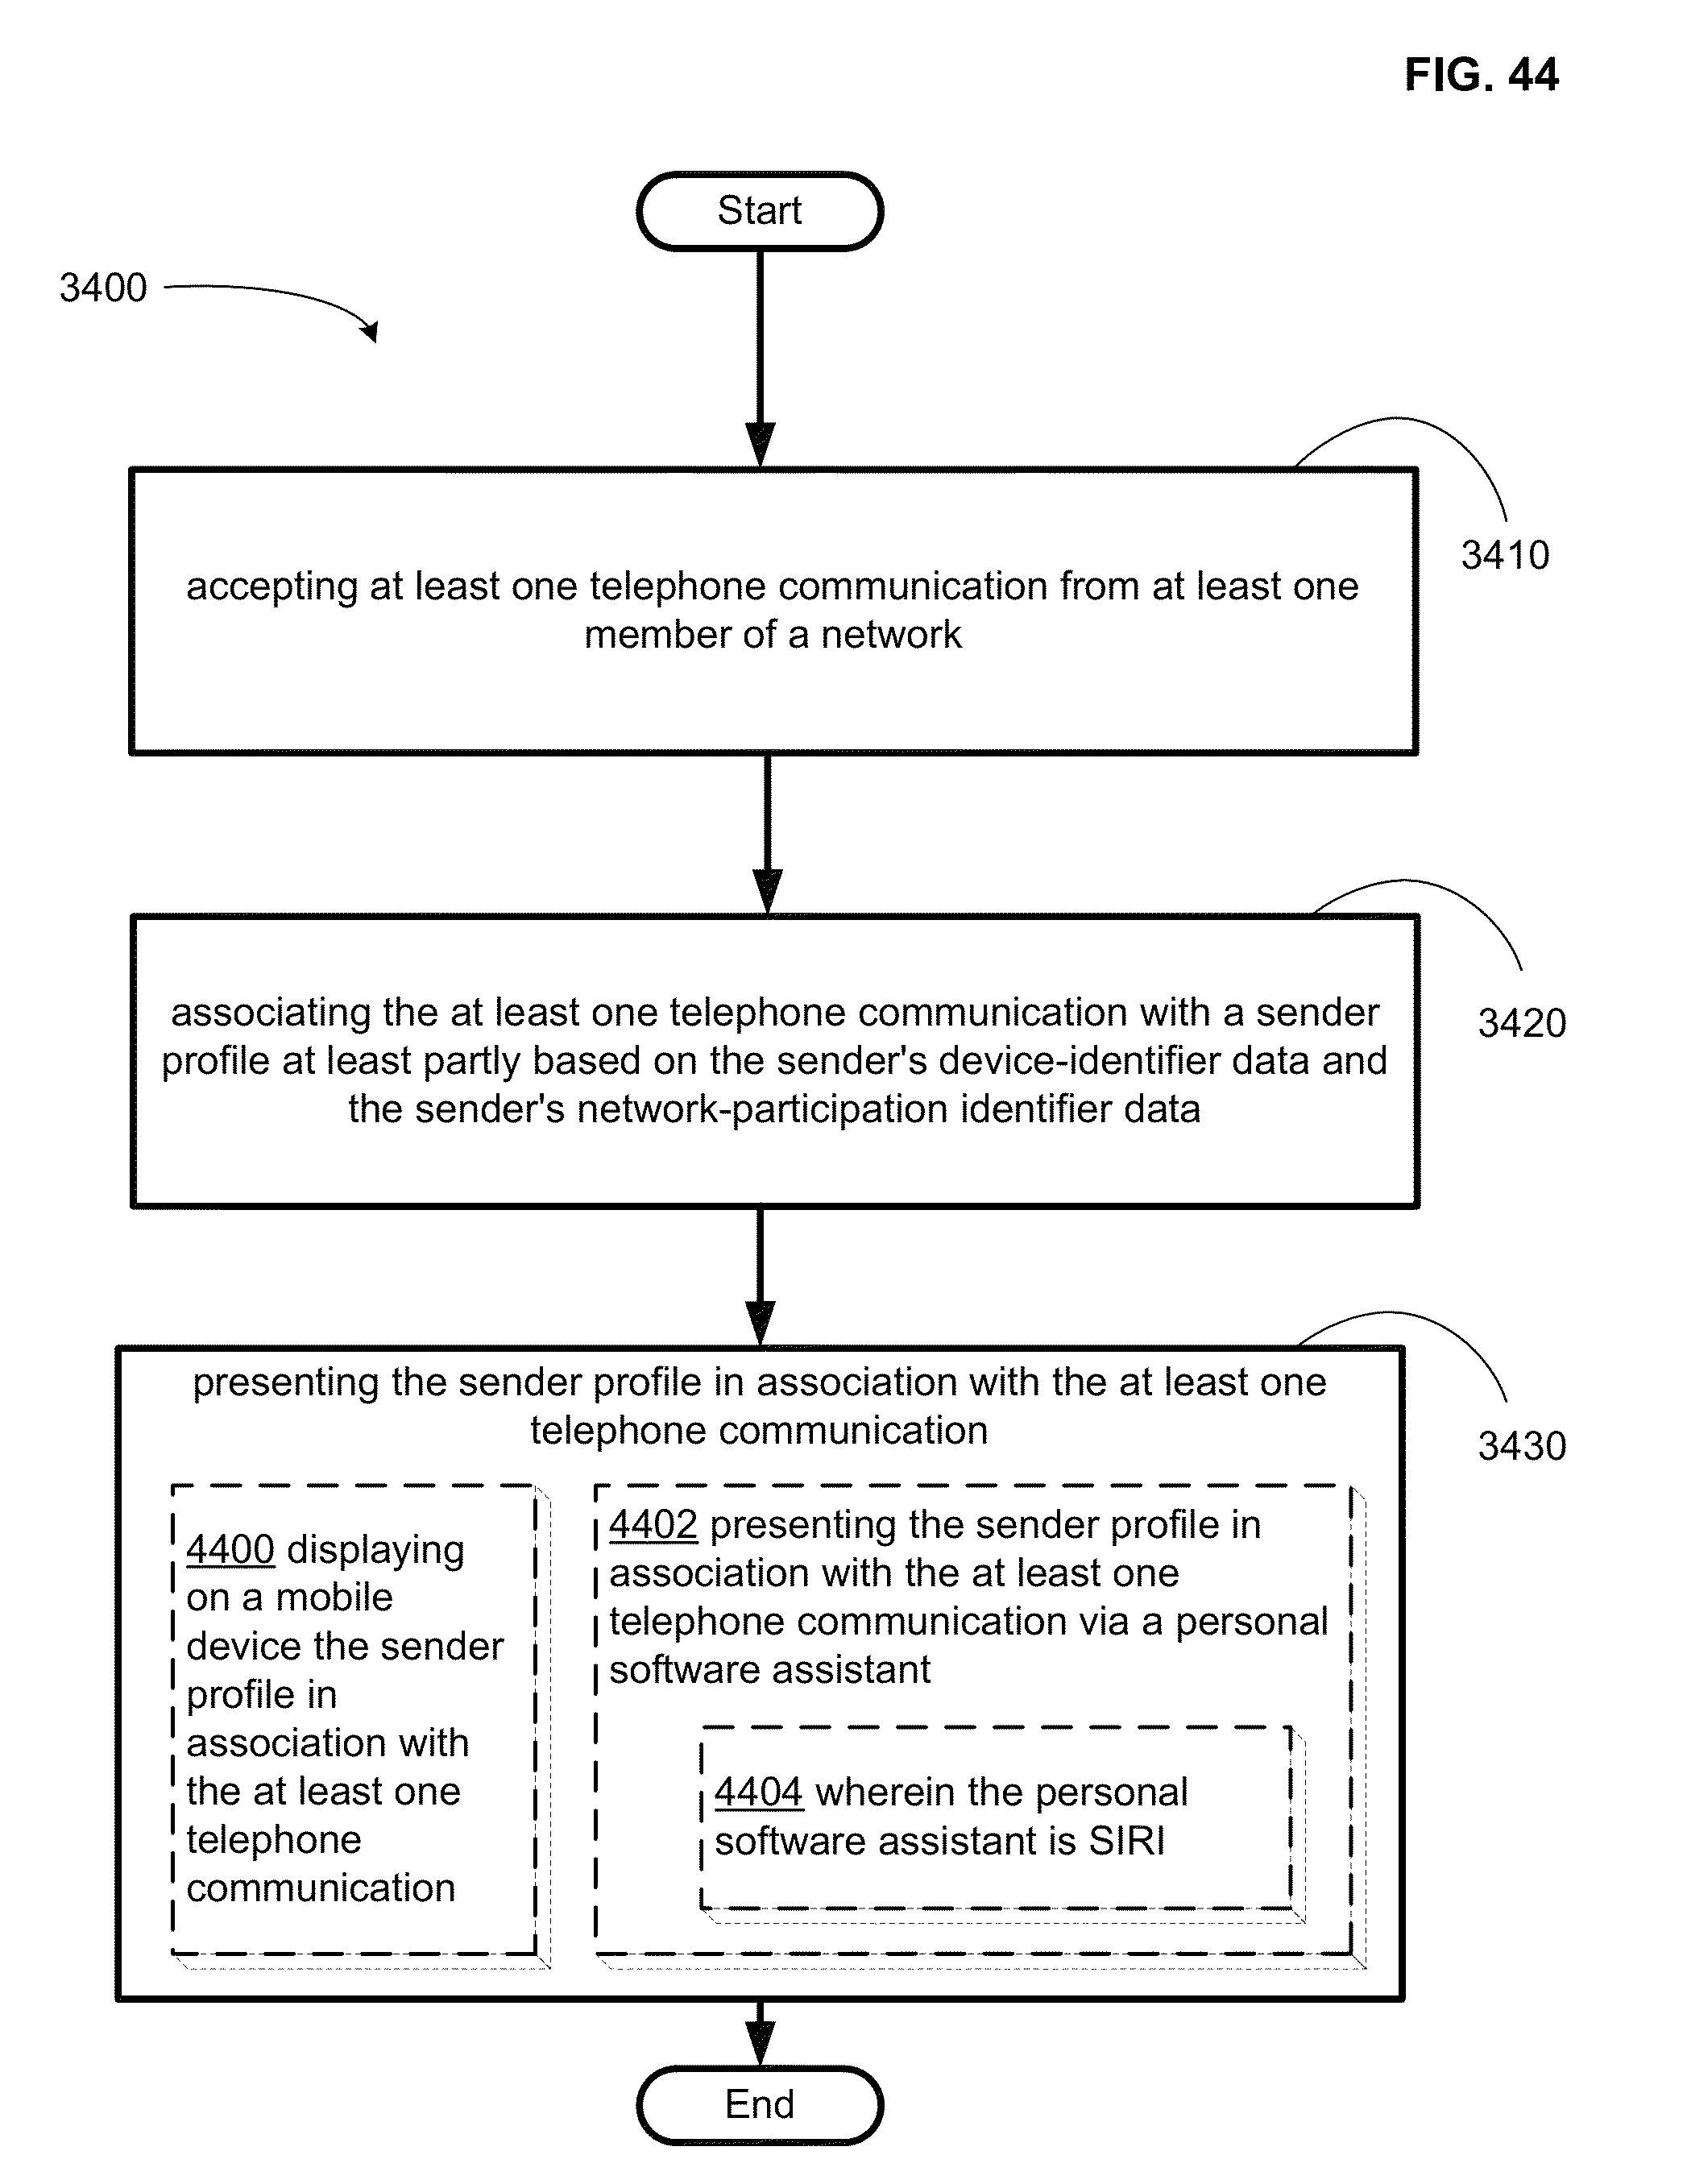 FIG. 44
Start
3400
3410
accepting at least one telephone communication from at least one
member of a network
3420
associating the at least one telephone communication with a sender
profile at least partly based on the sender's device-identifier data and
the sender's network-participation identifier data
3430
presenting the sender profile in association with the at least one
telephone communication
4400 displaying
on a mobile
device the sender
profile in
association with
the at least one
telephone
communication
4402 presenting the sender profile in
association with the at least one
telephone communication via a personal
software assistant
4404 wherein the personal
software assistant is SIRI
End